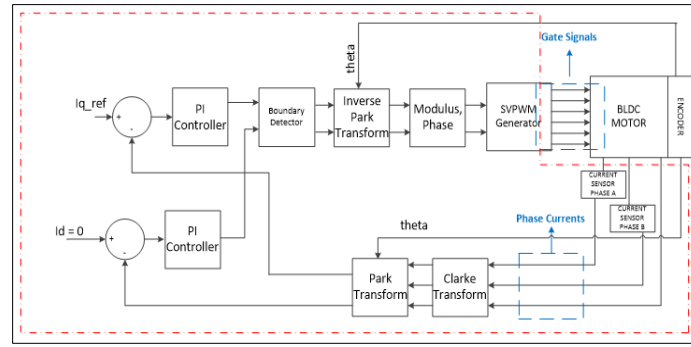 Gate Signals
theta
Iq_ref
+
-
PI
Controller
Boundary
Detector
Inverse
Park
Transform
Modulus,
Phase
SVPWM
Generator
BLDC
MOTOR
ENCODER
CURRENT
SENSOR
PHASE A
CURRENT
SENSOR
PHASE B
Id = 0
+
-
PI
Controller
theta
Phase Currents
Park
Transform
Clarke
Transform